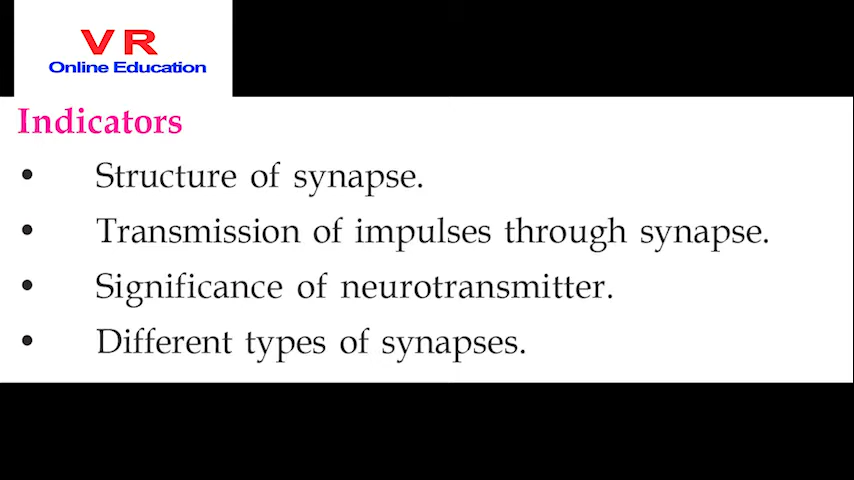 V R
Online Education
Indicators
• Structure of synapse.
• Transmission of impulses through synapse.
• Significance of neurotransmitter.
• Different types of synapses.